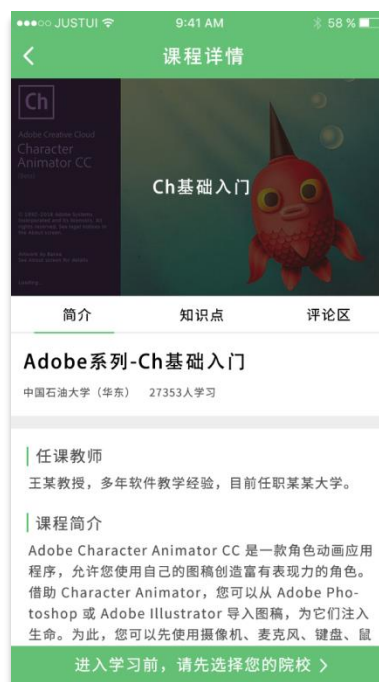 JUSTUI 9:41 AM 58 %
课程详情
Ch
Adobe Creative Cloud
Character
Animator CC
Ch基础入门
Loading...
简介 知识点 评论区
Adobe系列-Ch基础入门
中国石油大学（华东） 27353人学习
任课教师
王某教授，多年软件教学经验，目前任职某某大学。
课程简介
Adobe Character Animator CC 是一款角色动画应用
程序，允许您使用自己的图稿创造富有表现力的角色。
借助 Character Animator，您可以从 Adobe Pho-
toshop 或 Adobe Illustrator 导入图稿，为它们注入
生命。为此，您可以先使用摄像机、麦克风、键盘、鼠
进入学习前，请先选择您的院校 >